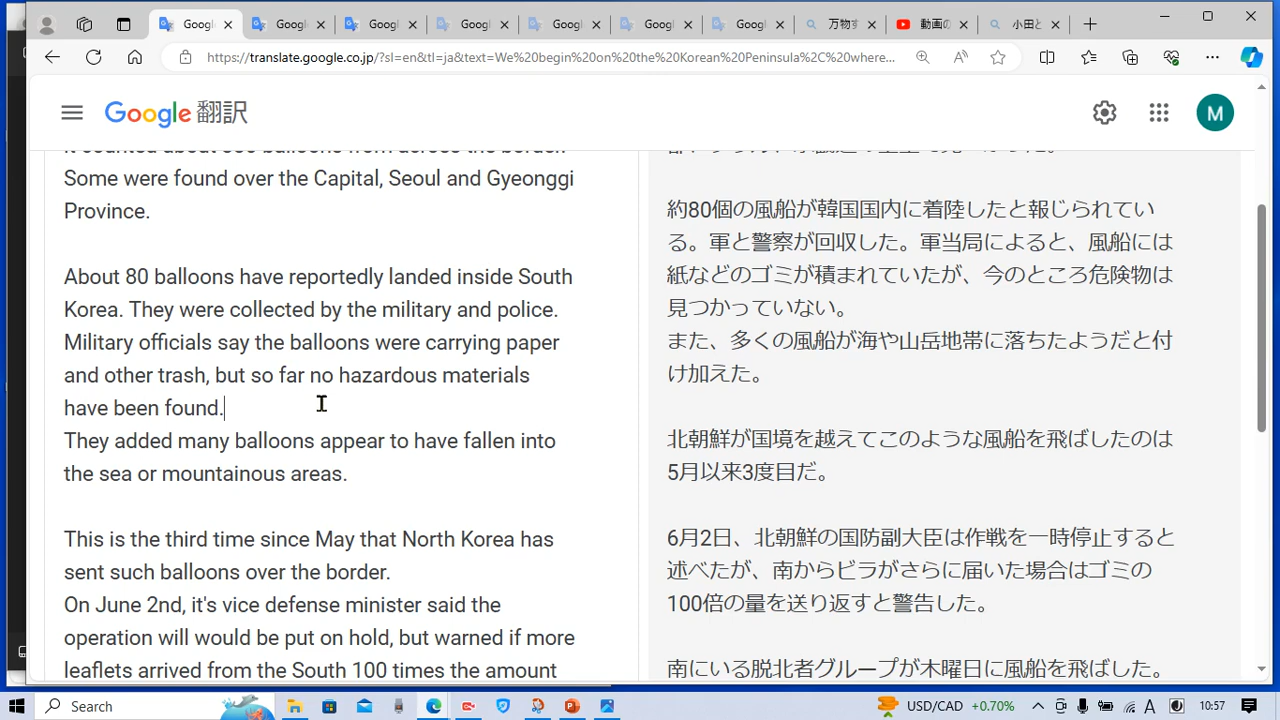 Googl
Googl
Googl
Googl
Googl
Googl
Googl
万物す
動画の
小田と
https://translate.google.co.jp/?sl=en&tl=ja&text=We%20begin%20on%20the%20Korean%20Peninsula%2C%20where...
Google 翻訳
M
Some were found over the Capital, Seoul and Gyeonggi
Province.
About 80 balloons have reportedly landed inside South
Korea. They were collected by the military and police.
Military officials say the balloons were carrying paper
and other trash, but so far no hazardous materials
have been found.
They added many balloons appear to have fallen into
the sea or mountainous areas.
This is the third time since May that North Korea has
sent such balloons over the border.
On June 2nd, it's vice defense minister said the
operation will would be put on hold, but warned if more
leaflets arrived from the South 100 times the amount
約80個の風船が韓国国内に着陸したと報じられてい
る。軍と警察が回収した。軍当局によると、風船には
紙などのゴミが積まれていたが、今のところ危険物は
見つかっていない。
また、多くの風船が海や山岳地帯に落ちたようだと付
け加えた。
北朝鮮が国境を越えてこのような風船を飛ばしたのは
5月以来3度目だ。
6月2日、北朝鮮の国防副大臣は作戦を一時停止すると
述べたが、南からビラがさらに届いた場合はゴミの
100倍の量を送り返すと警告した。
南にいる脱北者グループが木曜日に風船を飛ばした。
Search
USD/CAD
+0.70%
A
10:57